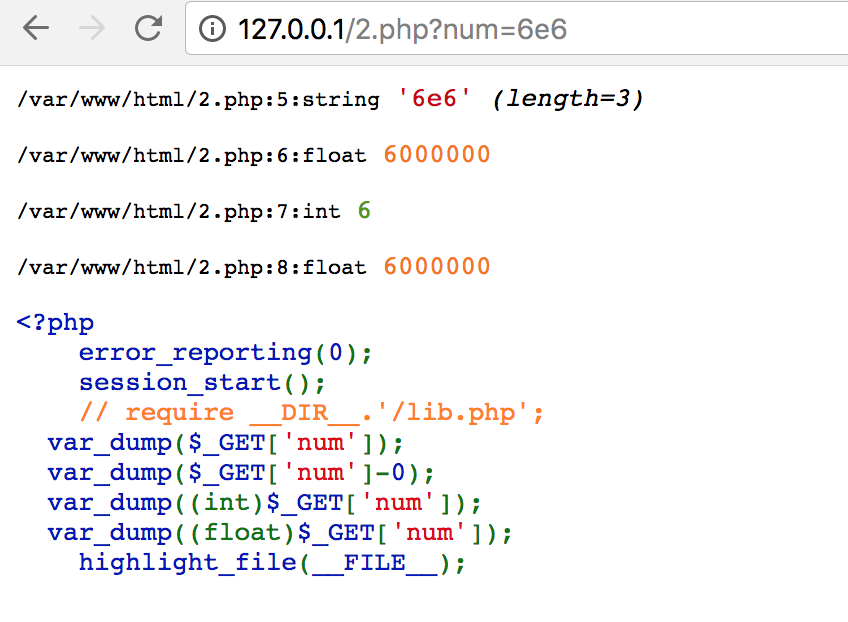 127.0.0.1/2.php?num=6e6
/var/www/html/2.php:5:string '6e6' (length=3)
/var/www/html/2.php:6:float 6000000
/var/www/html/2.php:7:int 6
/var/www/html/2.php:8:float 6000000
<?php
    error_reporting(0);
    session_start();
    // require __DIR__.'/lib.php';
  var_dump($_GET['num']);
  var_dump($_GET['num']-0);
  var_dump((int)$_GET['num']);
  var_dump((float)$_GET['num']);
    highlight_file(__FILE__);